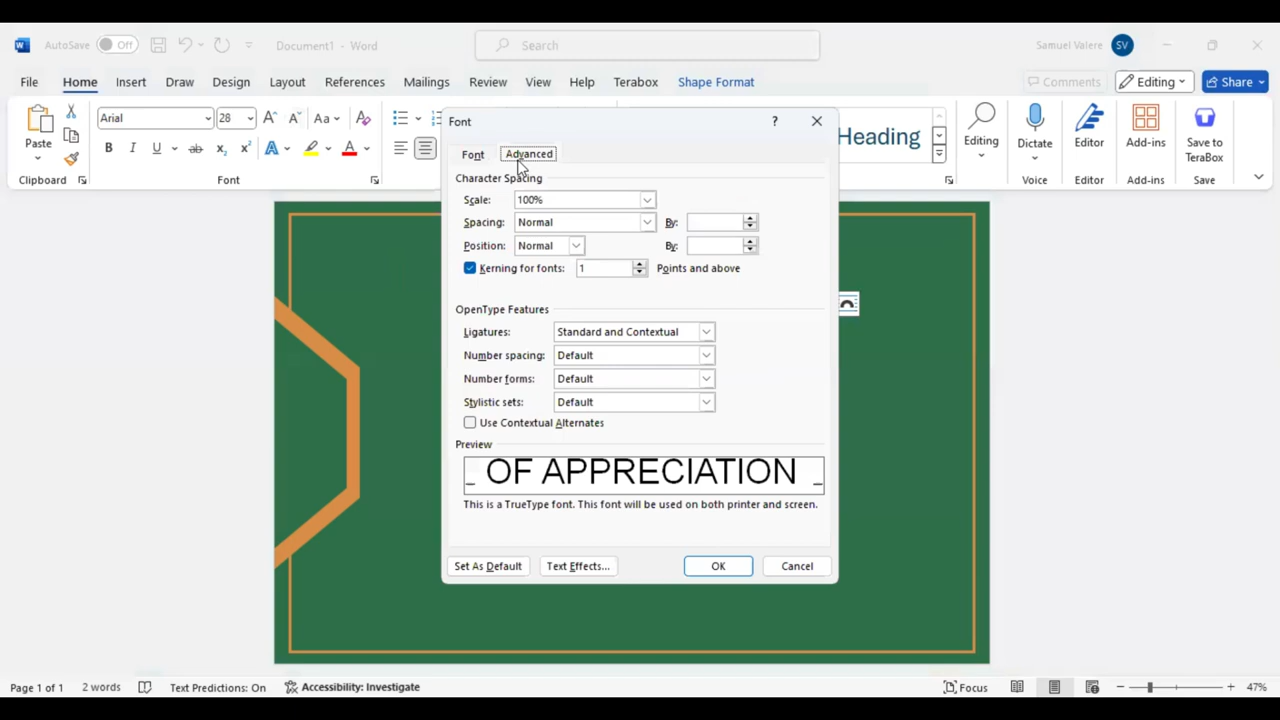 AutoSave Off Document1 - Word Search Samuel Valere SV
File Home Insert Draw Design Layout References Mailings Review View Help Terabox Shape Format Comments Editing Share
Paste Arial 28 Aa Heading Editing Dictate Editor Add-ins Save to TeraBox
Clipboard Font Voice Editor Add-ins Save
Font
Font Advanced
Character Spacing
Scale: 100%
Spacing: Normal By:
Position: Normal By:
Kerning for fonts: 1 Points and above
OpenType Features
Ligatures: Standard and Contextual
Number spacing: Default
Number forms: Default
Stylistic sets: Default
Use Contextual Alternates
Preview
OF APPRECIATION
This is a TrueType font. This font will be used on both printer and screen.
Set As Default Text Effects... OK Cancel
Page 1 of 1 2 words Text Predictions: On Accessibility: Investigate Focus 47%